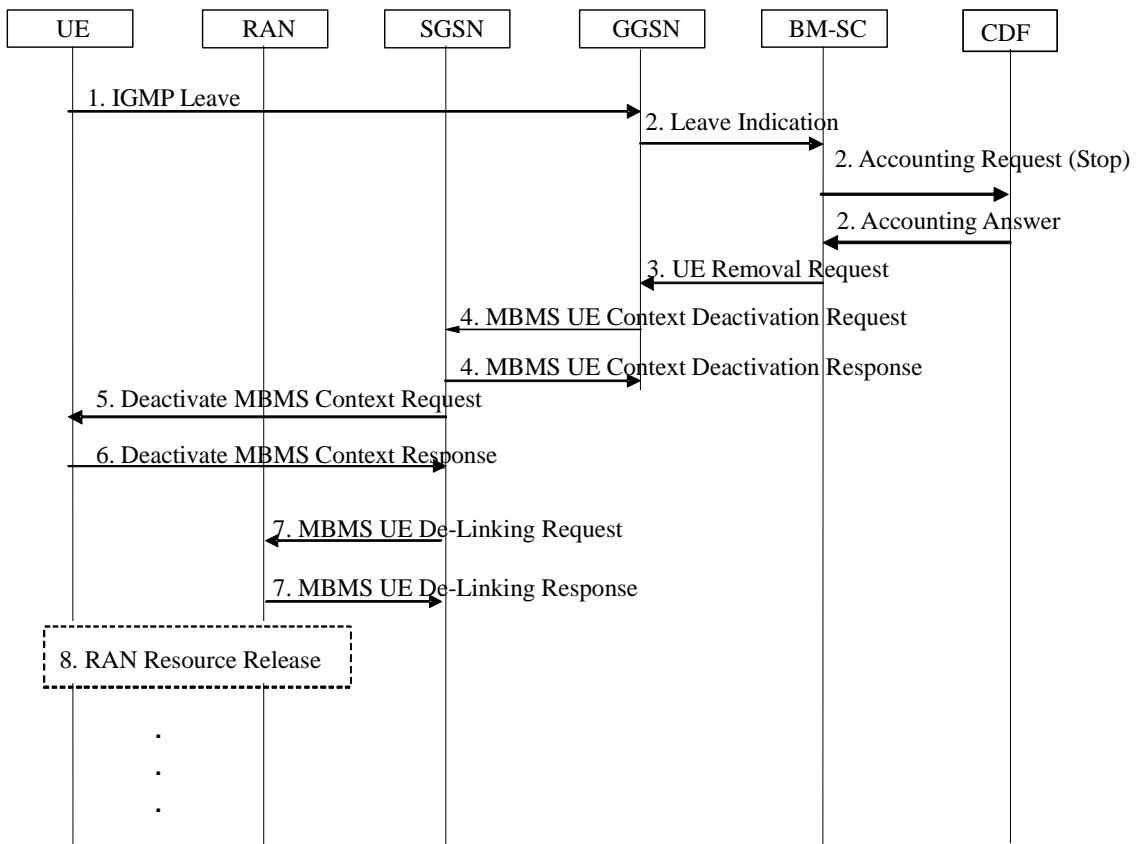 UE
RAN
SGSN
GGSN
BM-SC
CDF
1. IGMP Leave
2. Leave Indication
2. Accounting Request (Stop)
2. Accounting Answer
3. UE Removal Request
4. MBMS UE Context Deactivation Request
4. MBMS UE Context Deactivation Response
5. Deactivate MBMS Context Request
6. Deactivate MBMS Context Response
7. MBMS UE De-Linking Request
7. MBMS UE De-Linking Response
8. RAN Resource Release
.
.
.